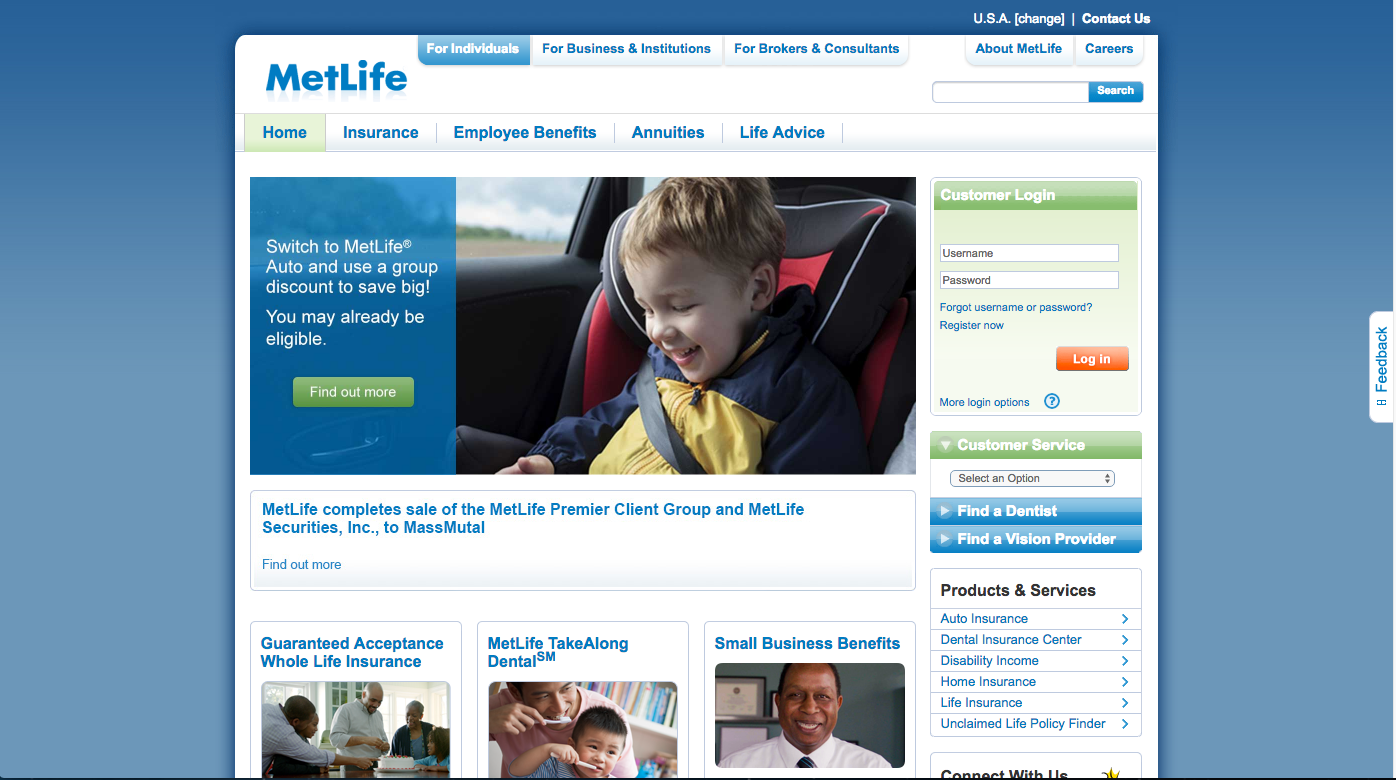 U.S.A. [change] | Contact Us
For Individuals
For Business & Institutions
For Brokers & Consultants
About MetLife
Careers
MetLife
Search
Home
Insurance
Employee Benefits
Annuities
Life Advice
Switch to MetLife®
Auto and use a group
discount to save big!
You may already be
eligible.
Find out more
Customer Login
Username
Password
Forgot username or password?
Register now
Log in
More login options
?
Feedback
Customer Service
Select an Option
Find a Dentist
Find a Vision Provider
MetLife completes sale of the MetLife Premier Client Group and MetLife
Securities, Inc., to MassMutal
Find out more
Products & Services
Auto Insurance
Dental Insurance Center
Disability Income
Home Insurance
Life Insurance
Unclaimed Life Policy Finder
Guaranteed Acceptance
Whole Life Insurance
MetLife TakeAlong
DentalSM
Small Business Benefits
Connect With Us